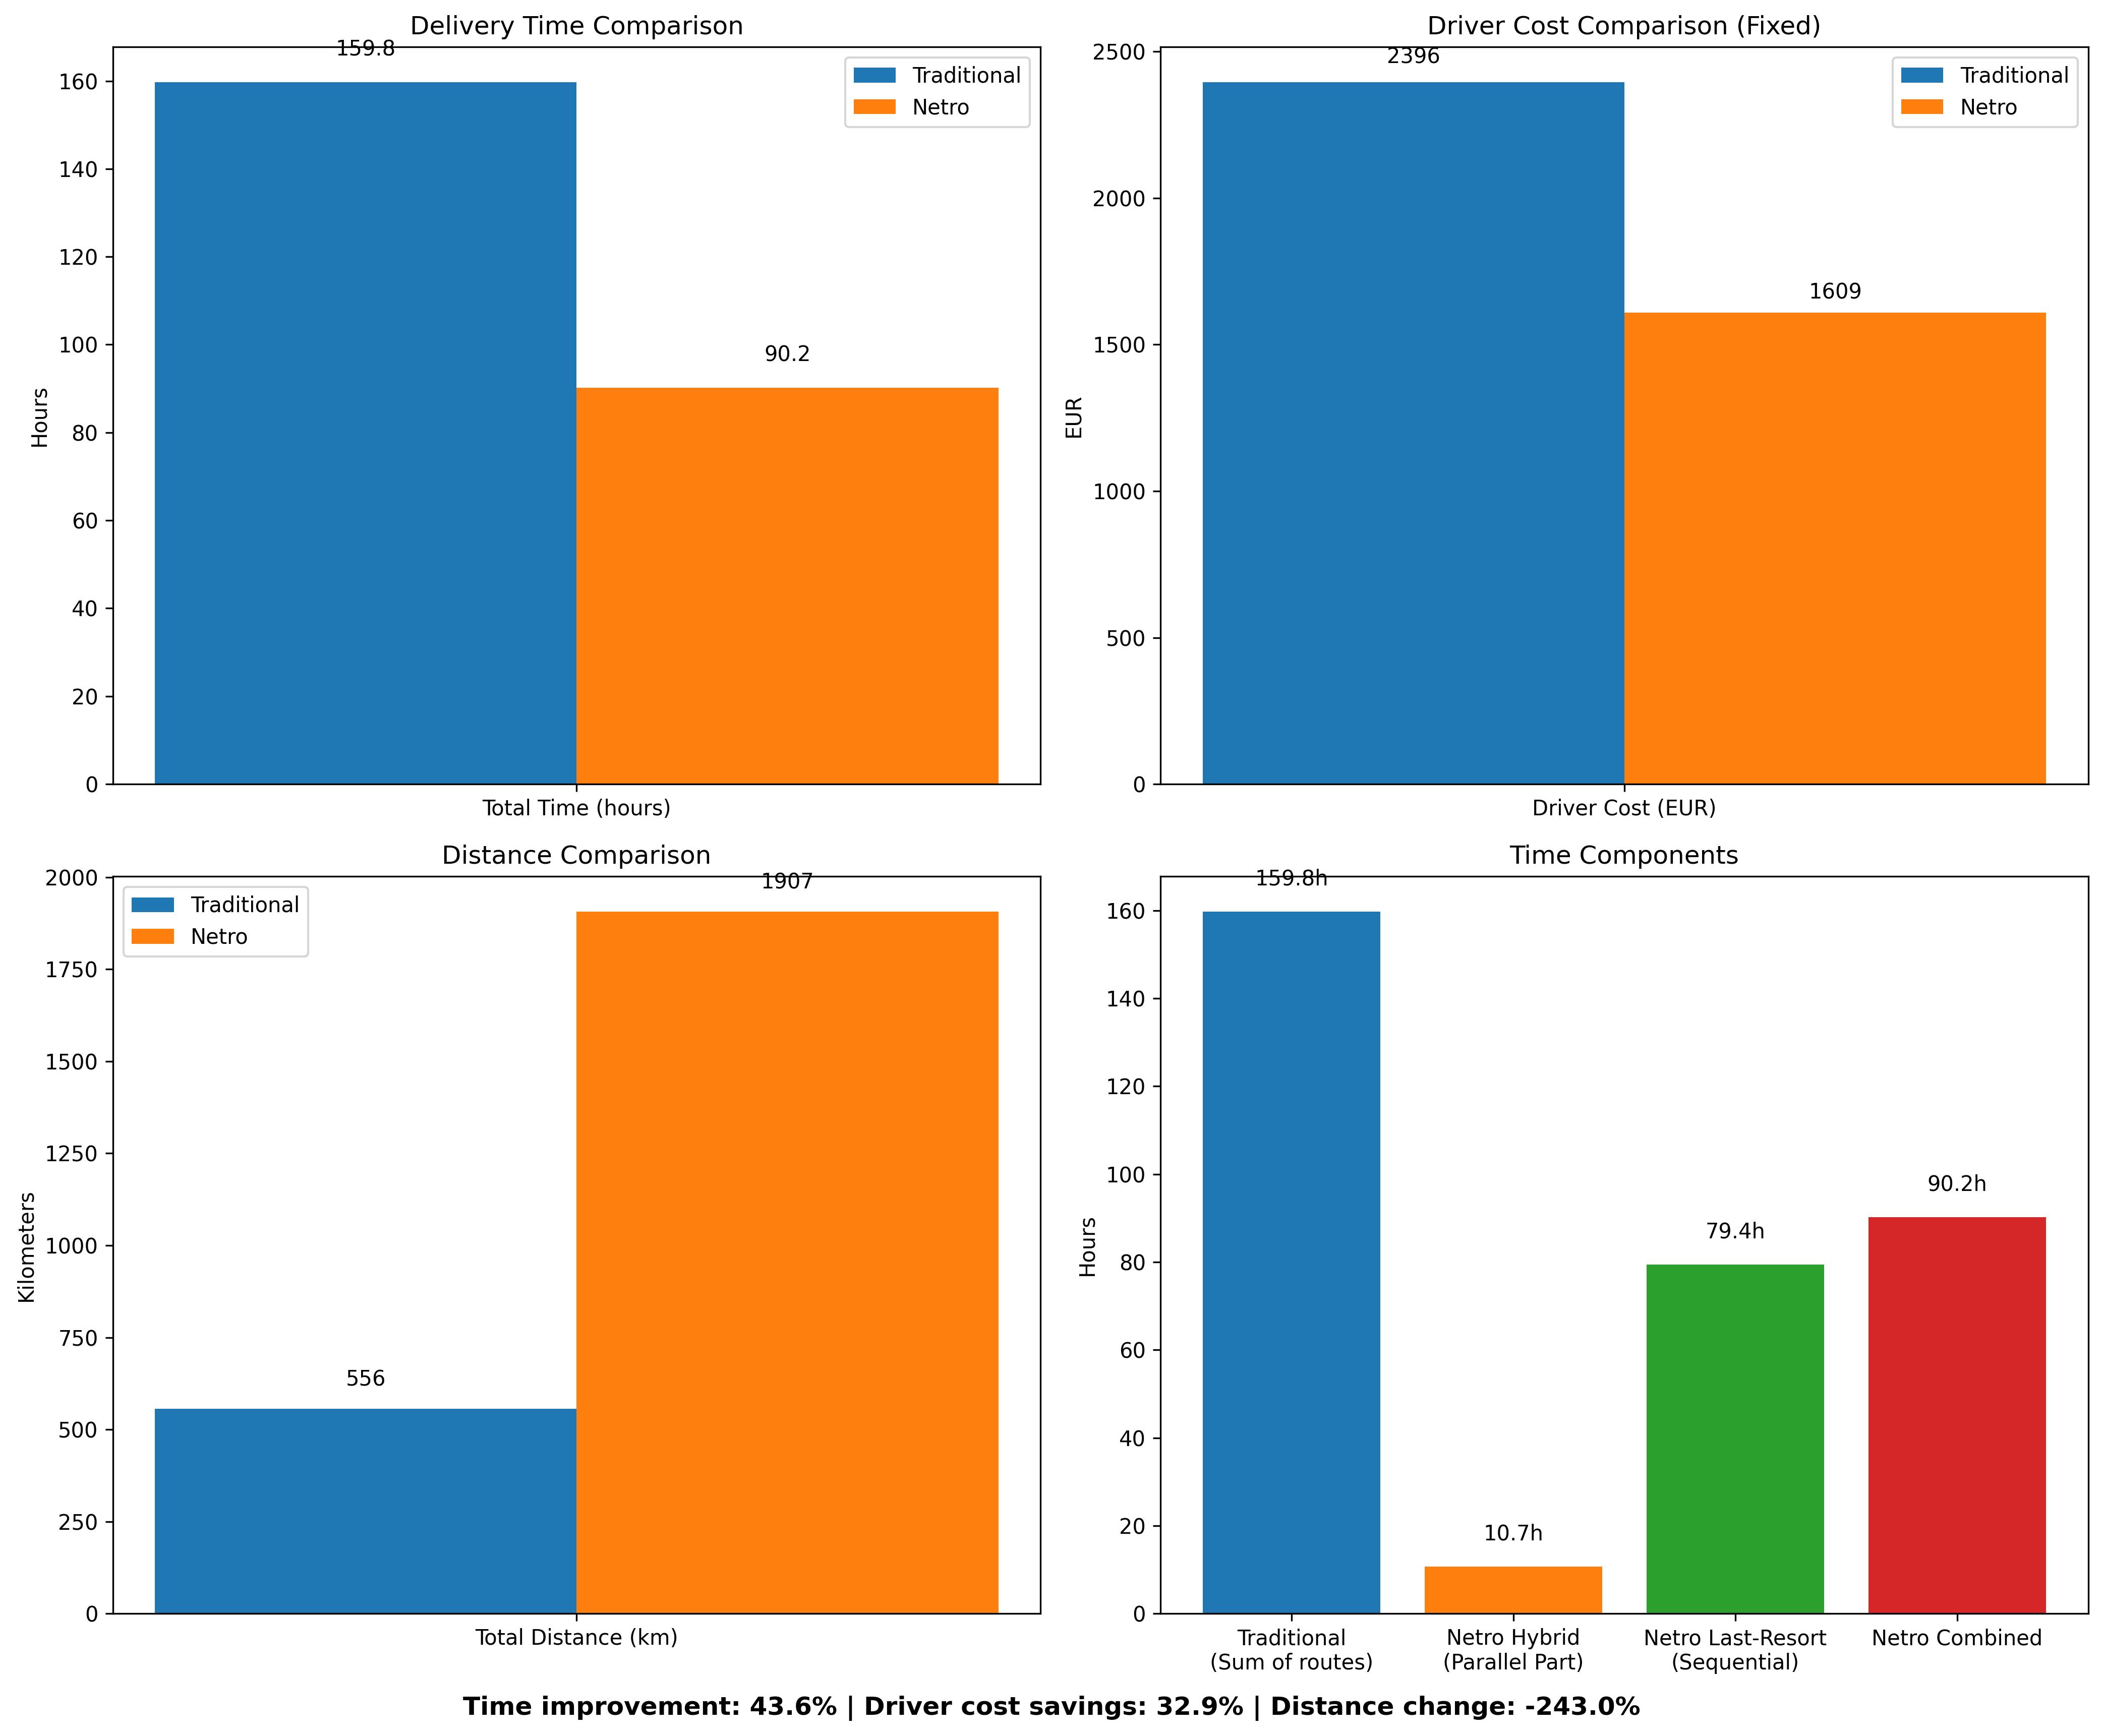 Delivery Time Comparison
159.8
Traditional
Netro
90.2
160
140
120
100
80
60
40
20
0
Hours
Total Time (hours)
Driver Cost Comparison (Fixed)
2396
Traditional
Netro
1609
2500
2000
1500
1000
500
0
EUR
Driver Cost (EUR)
Distance Comparison
1907
Traditional
Netro
556
2000
1750
1500
1250
1000
750
500
250
0
Kilometers
Total Distance (km)
Time Components
159.8h
10.7h
79.4h
90.2h
160
140
120
100
80
60
40
20
0
Hours
Traditional
(Sum of routes)
Netro Hybrid
(Parallel Part)
Netro Last-Resort
(Sequential)
Netro Combined
Time improvement: 43.6% | Driver cost savings: 32.9% | Distance change: -243.0%